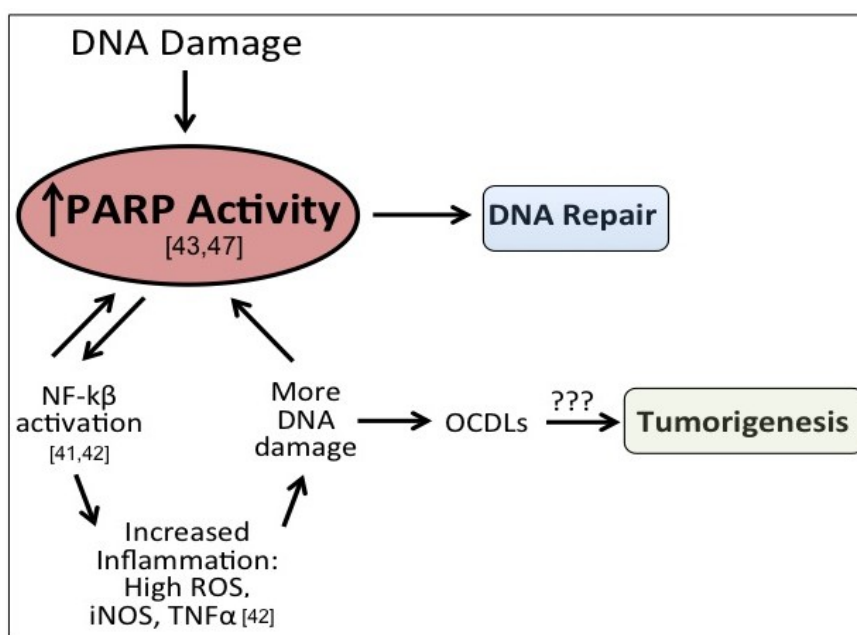 DNA Damage
↑PARP Activity
[43,47]
DNA Repair
NF-kβ
activation
[41,42]
More
DNA
damage
OCDLs
???
Tumorigenesis
Increased
Inflammation:
High ROS,
iNOS, TNFα [42]